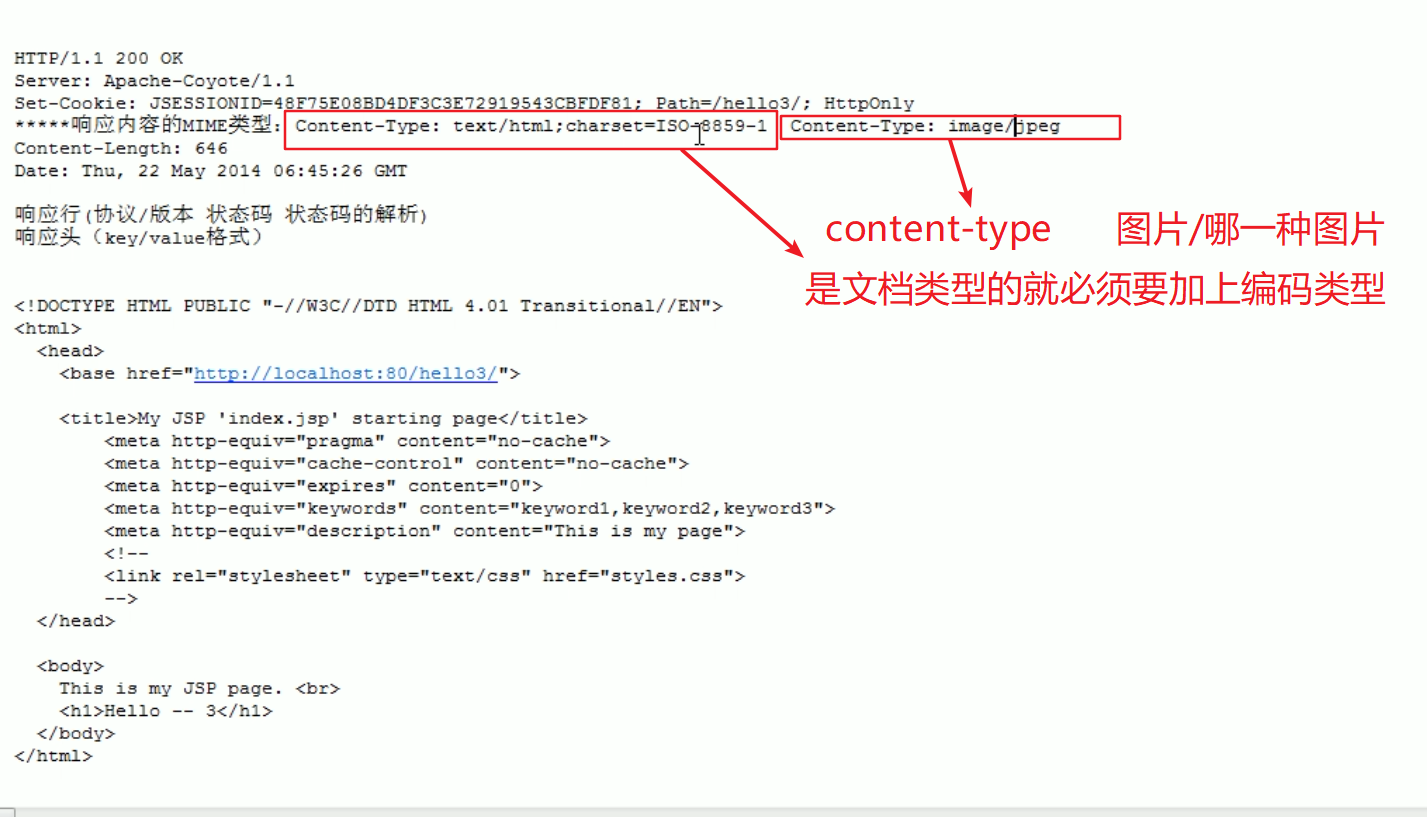 HTTP/1.1 200 OK
Server: Apache-Coyote/1.1
Set-Cookie: JSESSIONID=48F75E08BD4DF3C3E72919543CBFDF81; Path=/hello3/; HttpOnly
*****响应内容的MIME类型: Content-Type: text/html;charset=ISO-8859-1 Content-Type: image/jpeg
Content-Length: 646
Date: Thu, 22 May 2014 06:45:26 GMT
响应行(协议/版本 状态码 状态码的解析)
响应头（key/value格式）
content-type 图片/哪一种图片
是文档类型的就必须要加上编码类型
<!DOCTYPE HTML PUBLIC "-//W3C//DTD HTML 4.01 Transitional//EN">
<html>
<head>
<base href="http://localhost:80/hello3/">
<title>My JSP 'index.jsp' starting page</title>
<meta http-equiv="pragma" content="no-cache">
<meta http-equiv="cache-control" content="no-cache">
<meta http-equiv="expires" content="0">
<meta http-equiv="keywords" content="keyword1,keyword2,keyword3">
<meta http-equiv="description" content="This is my page">
<!--
<link rel="stylesheet" type="text/css" href="styles.css">
-->
</head>
<body>
This is my JSP page. <br>
<h1>Hello -- 3</h1>
</body>
</html>